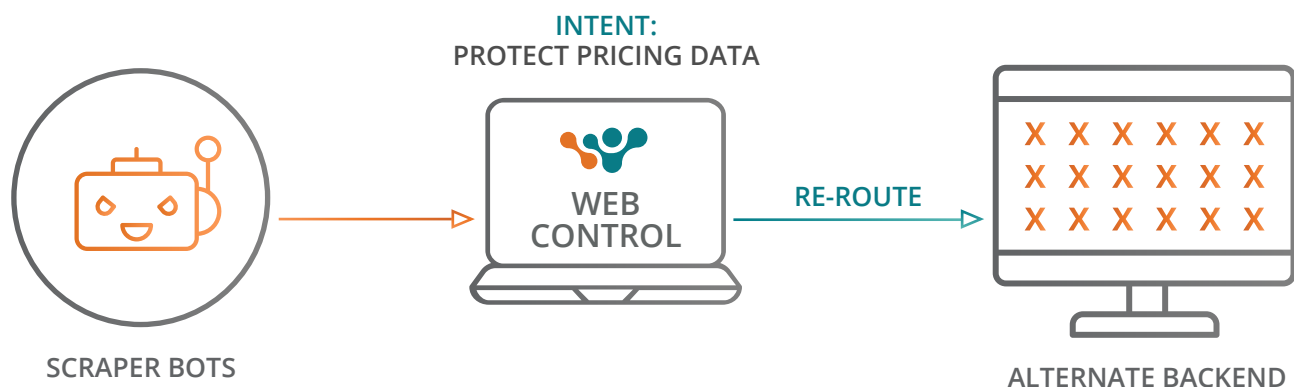 INTENT:
PROTECT PRICING DATA
WEB
CONTROL
RE-ROUTE
X X X X X X
X X X X X X
X X X X X X
SCRAPER BOTS
ALTERNATE BACKEND